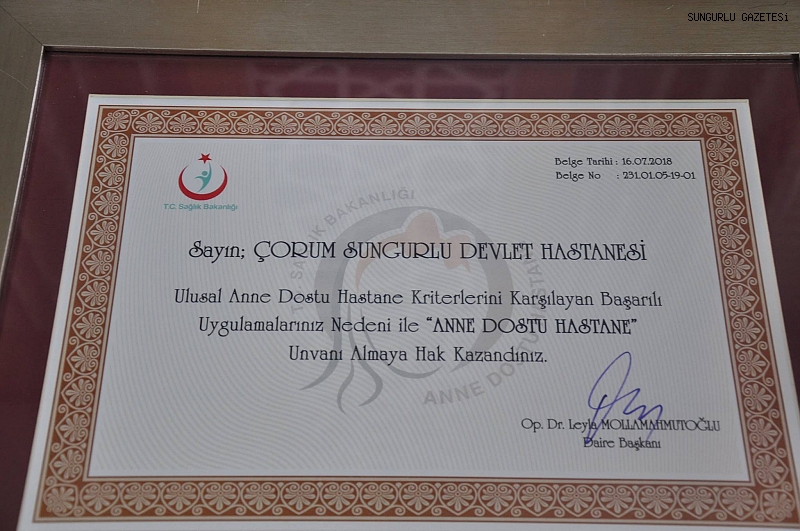 SUNGURLU GAZETESi
Belge Tarihi : 16.07.2018
Belge No : 231.01.05-19-01
T.C. Sağlık Bakanlığı
Sayın; ÇORUM SUNGURLU DEVLET HASTANESİ
Ulusal Anne Dostu Hastane Kriterlerini Karşılayan Başarılı
Uygulamalarınız Nedeni ile “ANNE DOSTU HASTANE”
Unvanı Almaya Hak Kazandınız.
ANNE DOSTU
Op. Dr. Leyla MOLLAMAHMUTOĞLU
Daire Başkanı